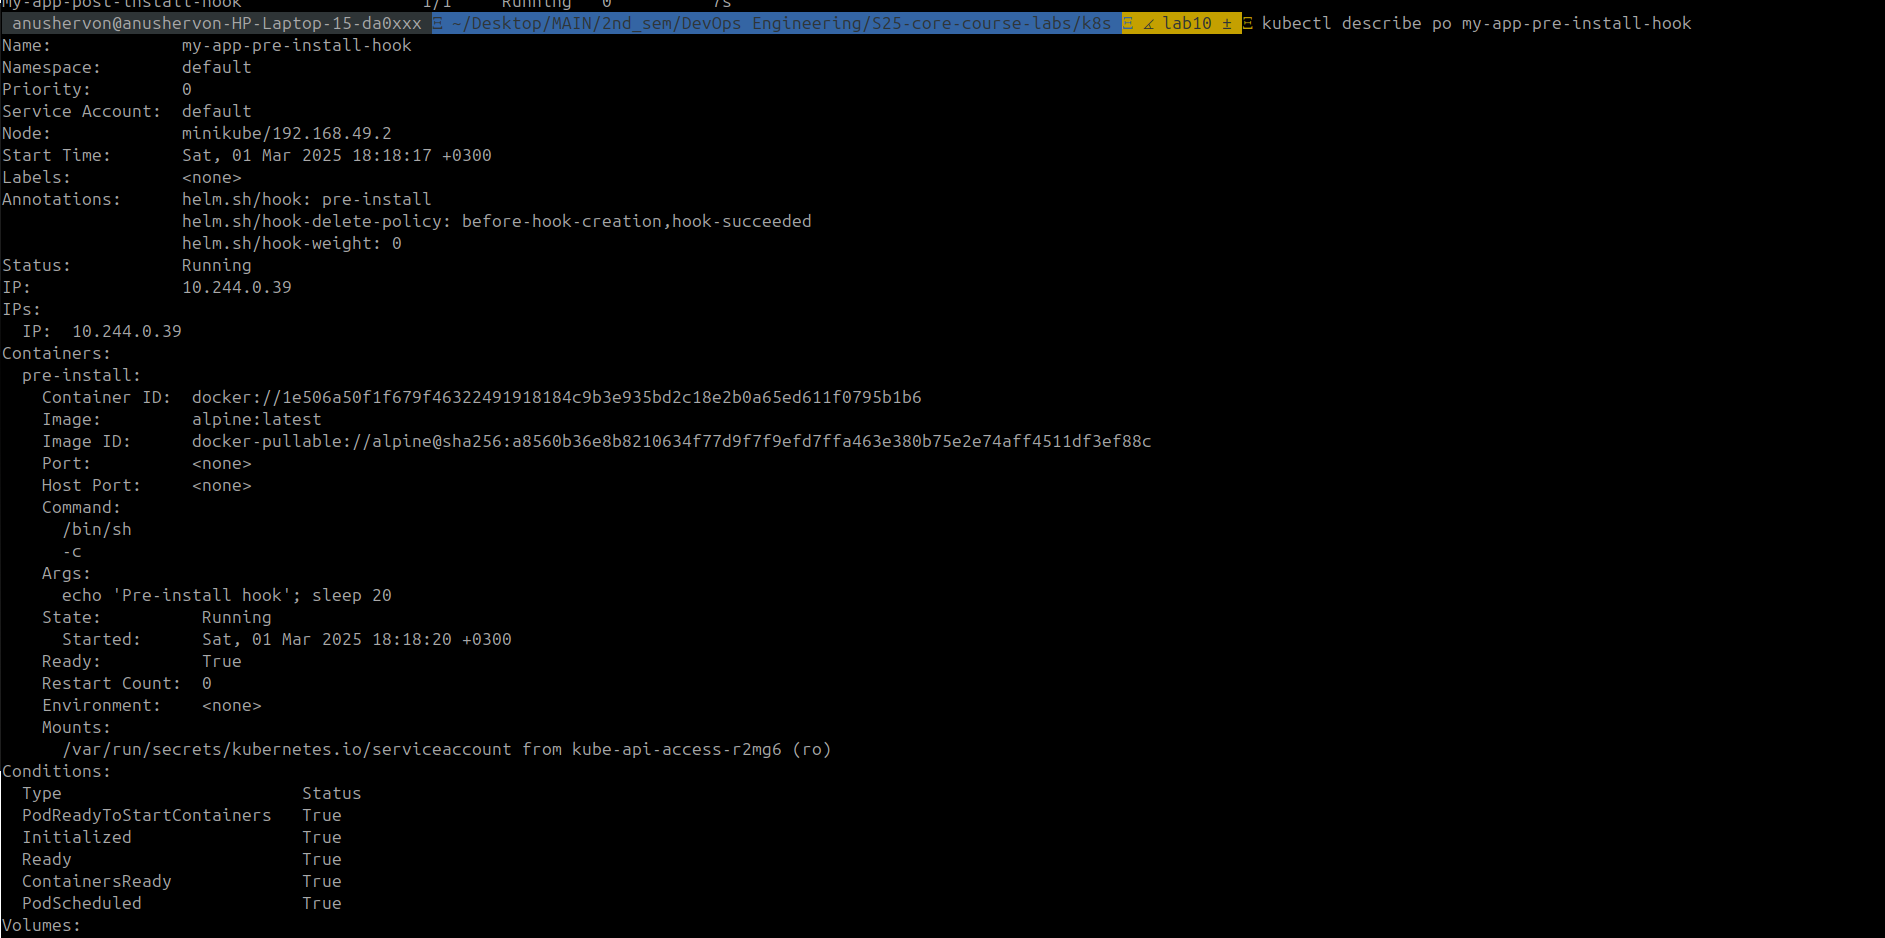 my-app-post-install-hook 1/1 Running 0 7s
anushervon@anushervon-HP-Laptop-15-da0xxx ~/Desktop/MAIN/2nd_sem/DevOps Engineering/S25-core-course-labs/k8s lab10 ± kubectl describe po my-app-pre-install-hook
Name: my-app-pre-install-hook
Namespace: default
Priority: 0
Service Account: default
Node: minikube/192.168.49.2
Start Time: Sat, 01 Mar 2025 18:18:17 +0300
Labels: <none>
Annotations: helm.sh/hook: pre-install
helm.sh/hook-delete-policy: before-hook-creation,hook-succeeded
helm.sh/hook-weight: 0
Status: Running
IP: 10.244.0.39
IPs:
IP: 10.244.0.39
Containers:
pre-install:
Container ID: docker://1e506a50f1f679f46322491918184c9b3e935bd2c18e2b0a65ed611f0795b1b6
Image: alpine:latest
Image ID: docker-pullable://alpine@sha256:a8560b36e8b8210634f77d9f7f9efd7ffa463e380b75e2e74aff4511df3ef88c
Port: <none>
Host Port: <none>
Command:
/bin/sh
-c
Args:
echo 'Pre-install hook'; sleep 20
State: Running
Started: Sat, 01 Mar 2025 18:18:20 +0300
Ready: True
Restart Count: 0
Environment: <none>
Mounts:
/var/run/secrets/kubernetes.io/serviceaccount from kube-api-access-r2mg6 (ro)
Conditions:
Type Status
PodReadyToStartContainers True
Initialized True
Ready True
ContainersReady True
PodScheduled True
Volumes: